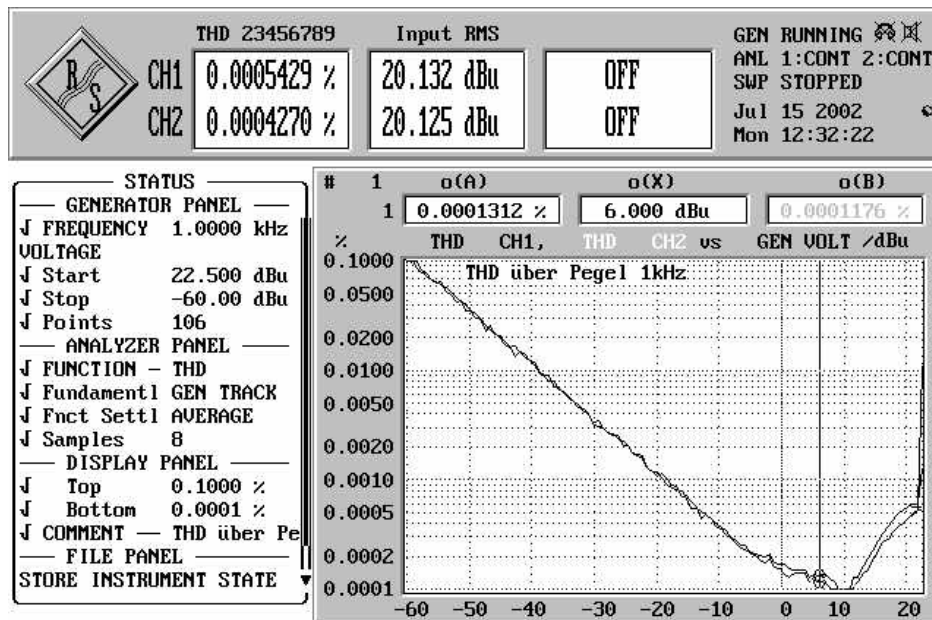 THD 23456789 Input RMS
CH1 0.0005429 % 20.132 dBu OFF
CH2 0.0004270 % 20.125 dBu OFF
GEN RUNNING
ANL 1:CONT 2:CONT
SWP STOPPED
Jul 15 2002
Mon 12:32:22
R
S
STATUS
GENERATOR PANEL
√ FREQUENCY 1.0000 kHz
VOLTAGE
√ Start 22.500 dBu
√ Stop -60.00 dBu
√ Points 106
ANALYZER PANEL
√ FUNCTION — THD
√ Fundamentl GEN TRACK
√ Fnct Settl AVERAGE
√ Samples 8
DISPLAY PANEL
√ Top 0.1000 %
√ Bottom 0.0001 %
√ COMMENT — THD über Pe
FILE PANEL
STORE INSTRUMENT STATE
# 1 o(A) o(X) o(B)
1 0.0001312 % 6.000 dBu 0.0001176 %
% THD CH1, THD CH2 vs GEN VOLT /dBu
THD über Pegel 1kHz
0.1000
0.0500
0.0200
0.0100
0.0050
0.0020
0.0010
0.0005
0.0002
0.0001
-60 -50 -40 -30 -20 -10 0 10 20